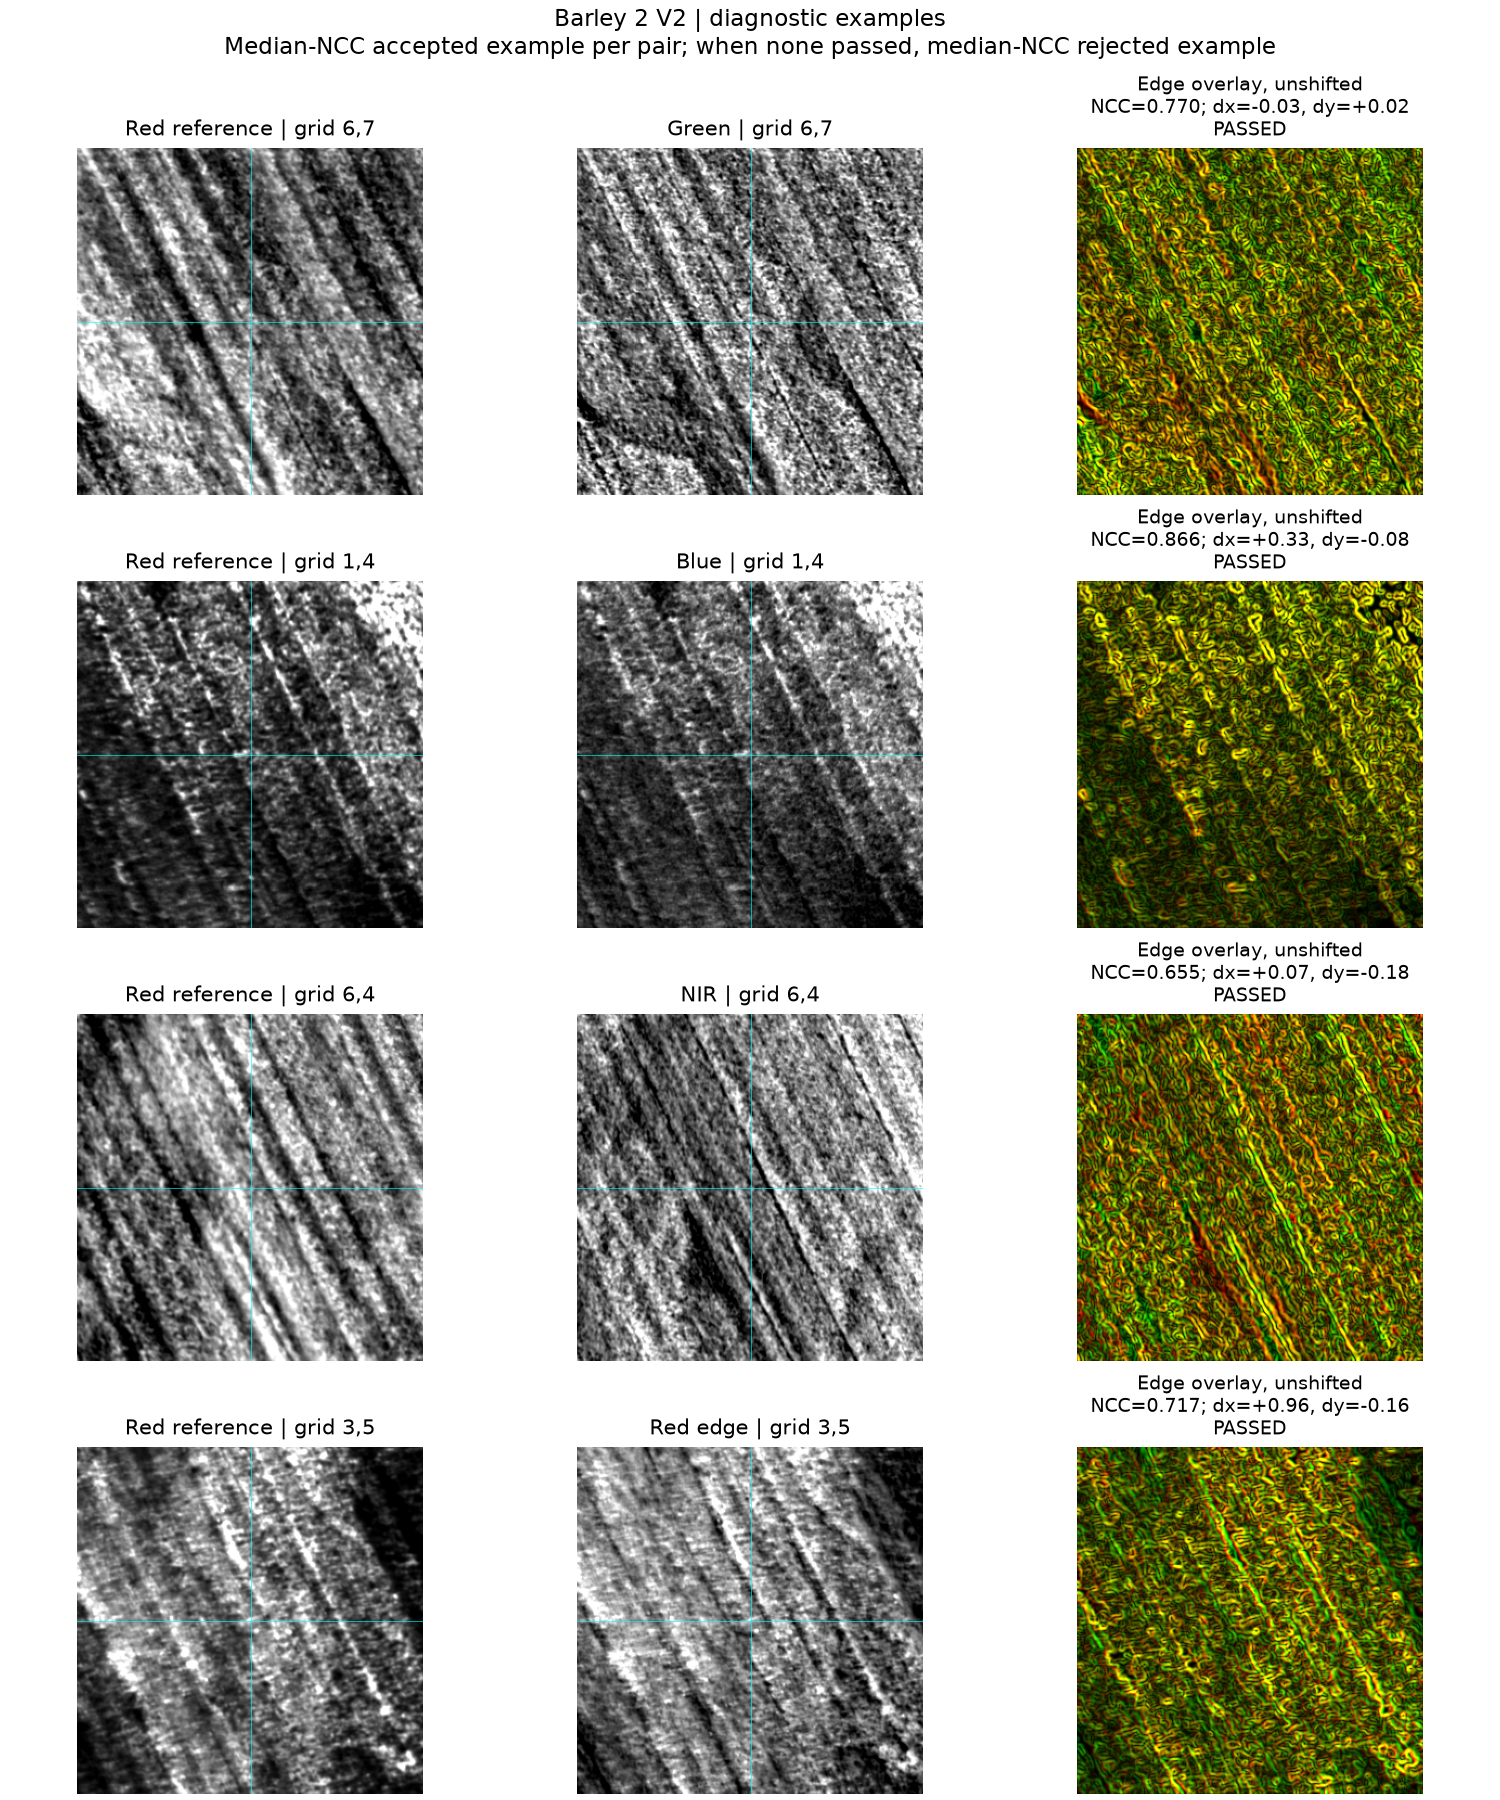 Barley 2 V2 | diagnostic examples
Median-NCC accepted example per pair; when none passed, median-NCC rejected example
Red reference | grid 6,7
Green | grid 6,7
Edge overlay, unshifted
NCC=0.770; dx=-0.03, dy=+0.02
PASSED
Red reference | grid 1,4
Blue | grid 1,4
Edge overlay, unshifted
NCC=0.866; dx=+0.33, dy=-0.08
PASSED
Red reference | grid 6,4
NIR | grid 6,4
Edge overlay, unshifted
NCC=0.655; dx=+0.07, dy=-0.18
PASSED
Red reference | grid 3,5
Red edge | grid 3,5
Edge overlay, unshifted
NCC=0.717; dx=+0.96, dy=-0.16
PASSED